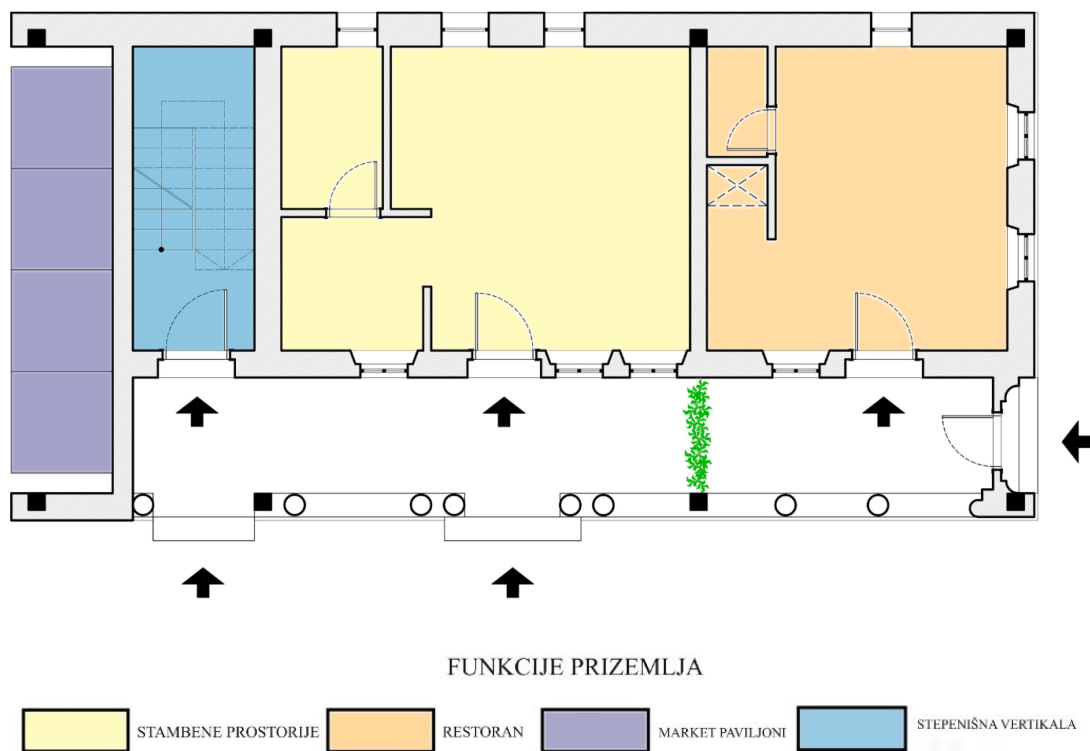 FUNKCIJE PRIZEMLJA
STAMBENE PROSTORIJE
RESTORAN
MARKET PAVILJONI
STEPENIŠNA VERTIKALA